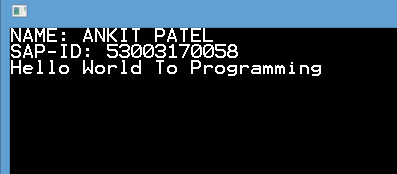 NAME: ANKIT PATEL
SAP-ID: 53003170058
Hello World To Programming